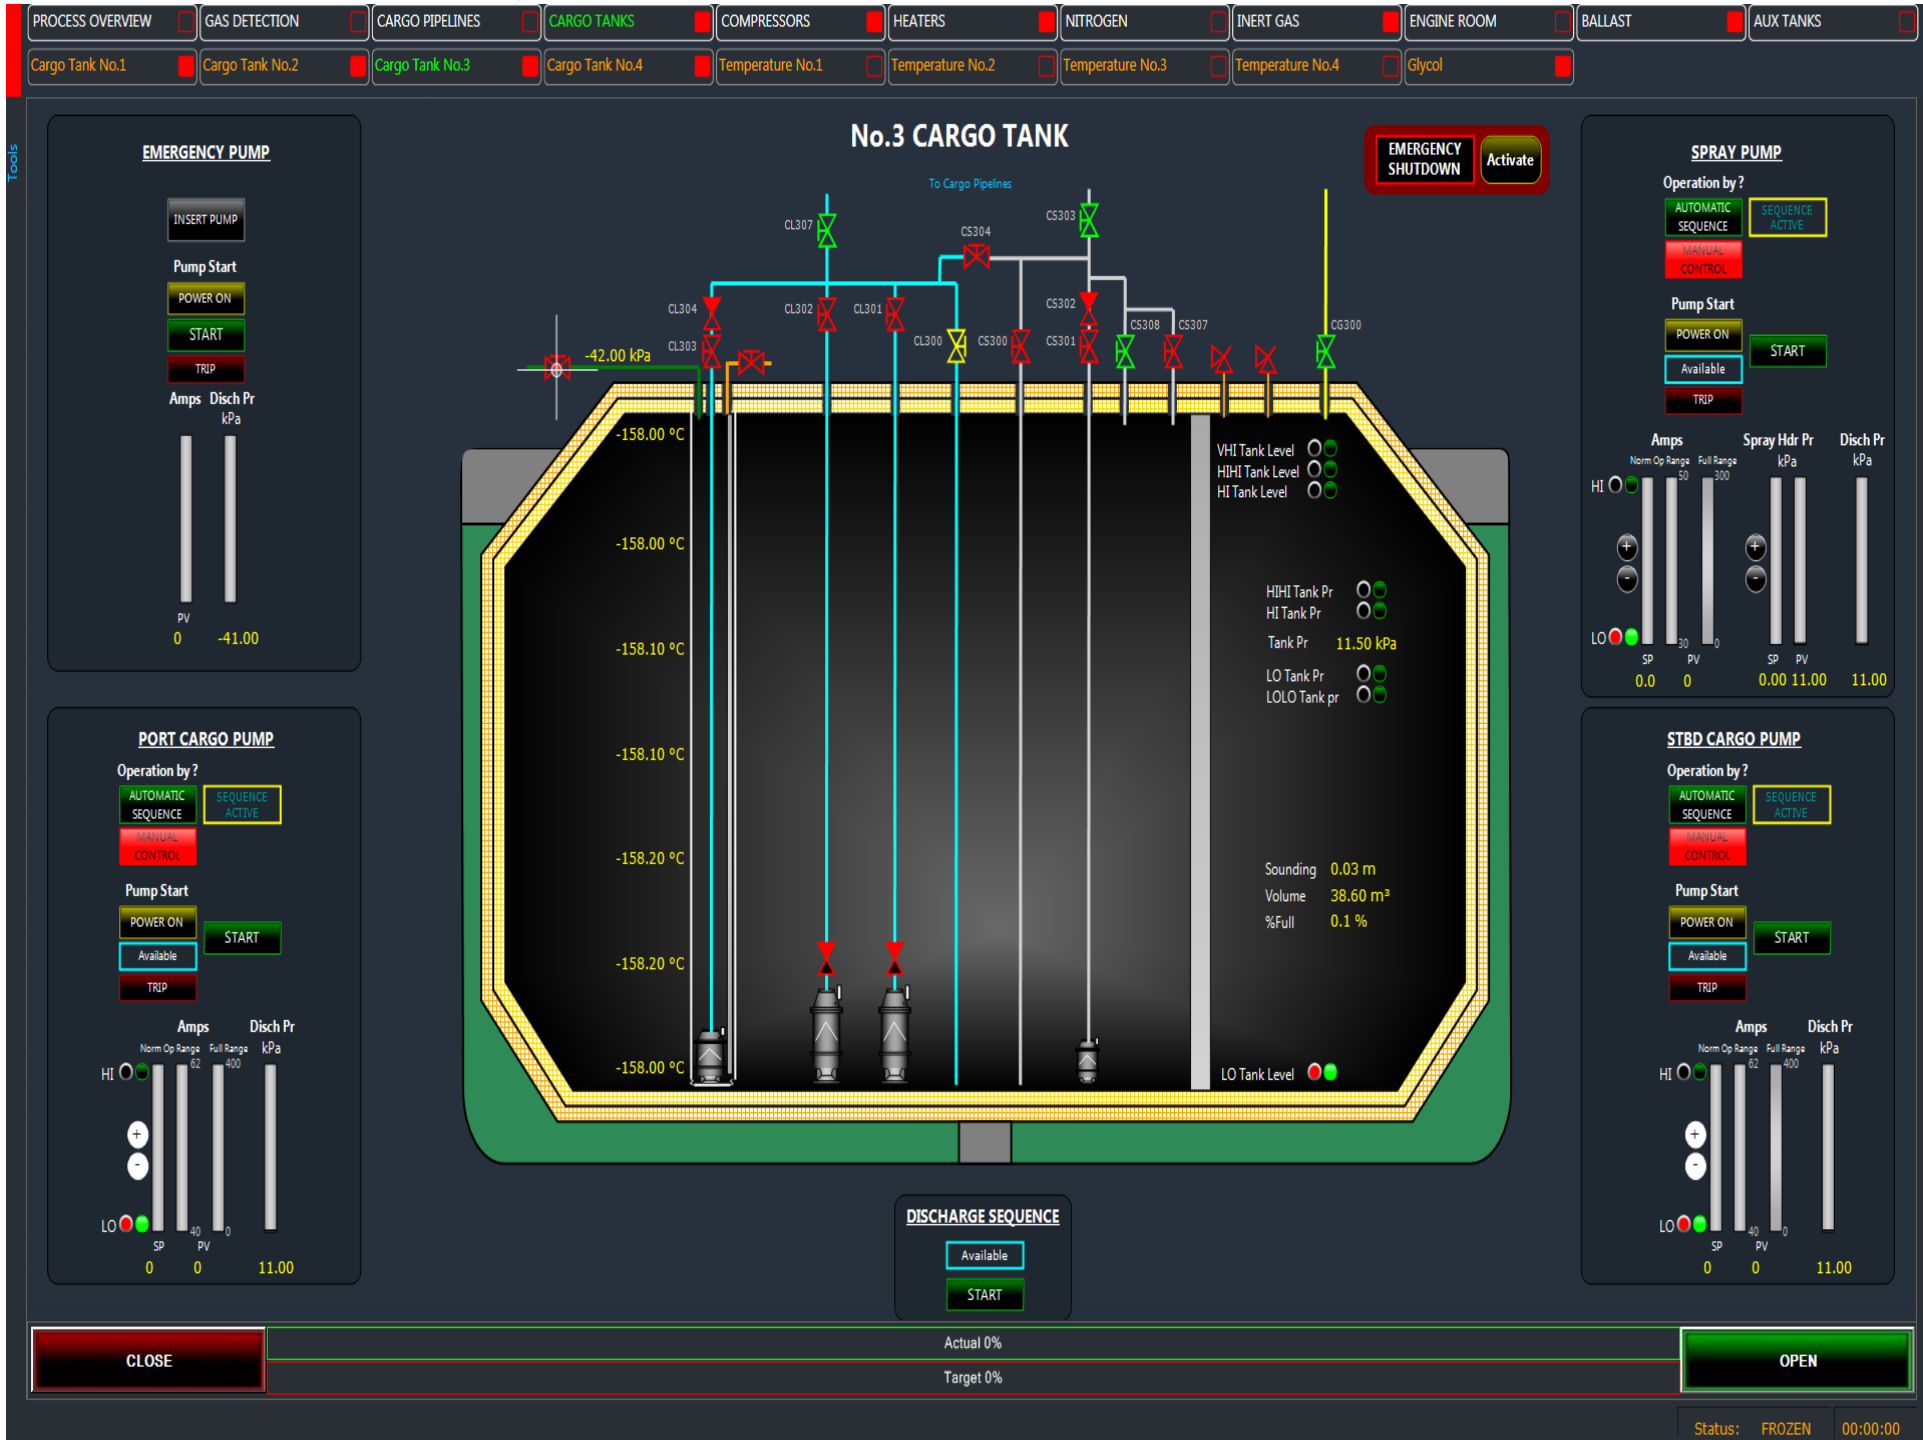 PROCESS OVERVIEW
GAS DETECTION
CARGO PIPELINES
CARGO TANKS
COMPRESSORS
HEATERS
NITROGEN
INERT GAS
ENGINE ROOM
BALLAST
AUX TANKS
Cargo Tank No.1
Cargo Tank No.2
Cargo Tank No.3
Cargo Tank No.4
Temperature No.1
Temperature No.2
Temperature No.3
Temperature No.4
Glycol
Tools
No.3 CARGO TANK
To Cargo Pipelines
EMERGENCY
SHUTDOWN
Activate
EMERGENCY PUMP
INSERT PUMP
Pump Start
POWER ON
START
TRIP
Amps Disch Pr
kPa
PV
0 -41.00
PORT CARGO PUMP
Operation by ?
AUTOMATIC
SEQUENCE
SEQUENCE
ACTIVE
MANUAL
CONTROL
Pump Start
POWER ON
Available
START
TRIP
Amps Disch Pr
Norm Op Range Full Range kPa
62 400
HI
+
-
LO
40 0
SP PV
0 0 11.00
CL307
CS303
CS304
CL304
CL302
CL301
CS302
CL303
CL300
CS300
CS301
CS308
CS307
CG300
-42.00 kPa
-158.00 °C
-158.00 °C
-158.10 °C
-158.10 °C
-158.20 °C
-158.20 °C
-158.00 °C
VHI Tank Level
HIHI Tank Level
HI Tank Level
HIHI Tank Pr
HI Tank Pr
Tank Pr 11.50 kPa
LO Tank Pr
LOLO Tank pr
Sounding 0.03 m
Volume 38.60 m³
%Full 0.1 %
LO Tank Level
SPRAY PUMP
Operation by ?
AUTOMATIC
SEQUENCE
SEQUENCE
ACTIVE
MANUAL
CONTROL
Pump Start
POWER ON
START
Available
TRIP
Amps Spray Hdr Pr Disch Pr
Norm Op Range Full Range kPa kPa
50 300
HI
+ +
- -
LO
30 0
SP PV SP PV
0.0 0 0.00 11.00 11.00
STBD CARGO PUMP
Operation by ?
AUTOMATIC
SEQUENCE
SEQUENCE
ACTIVE
MANUAL
CONTROL
Pump Start
POWER ON
START
Available
TRIP
Amps Disch Pr
Norm Op Range Full Range kPa
62 400
HI
+
-
LO
40 0
SP PV
0 0 11.00
DISCHARGE SEQUENCE
Available
START
CLOSE
Actual 0%
Target 0%
OPEN
Status: FROZEN 00:00:00